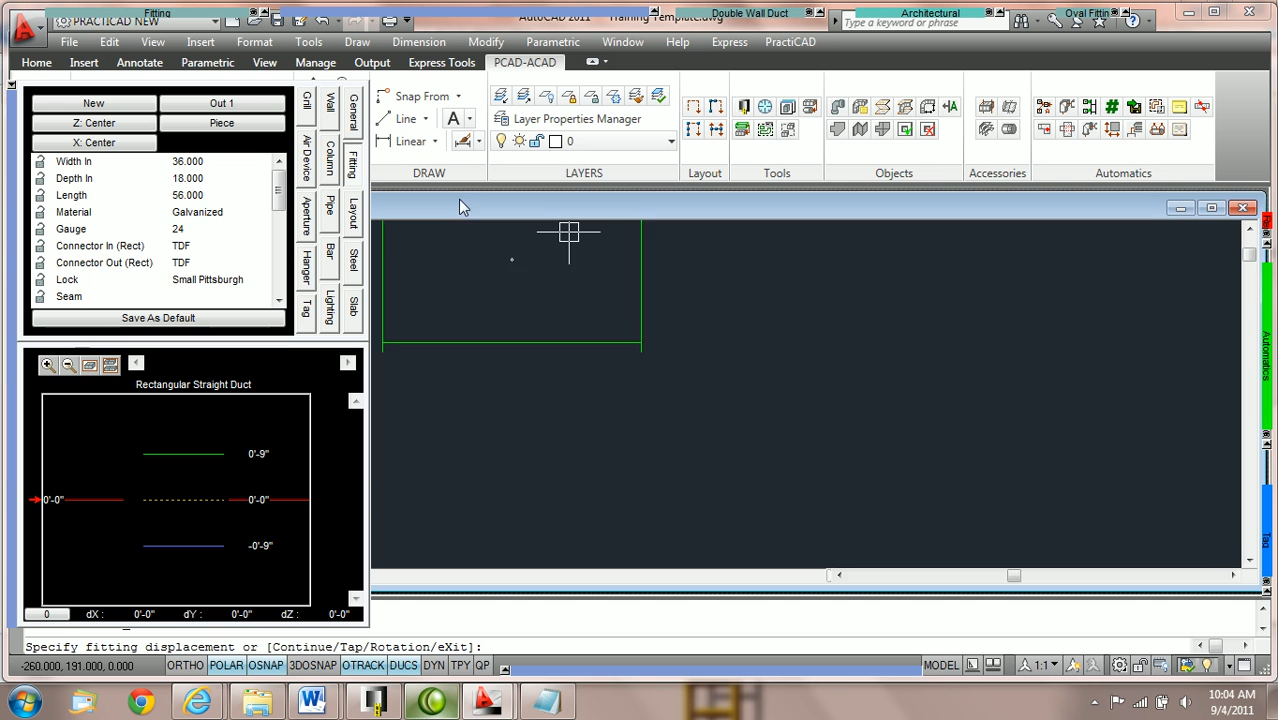 Fitting
Double Wall Duct
Architectural
Oval Fittin
PRACTICAD NEW
AutoCAD 2011
Training Template.dwg
Type a keyword or phrase
File Edit View Insert Format Tools Draw Dimension Modify Parametric Window Help Express PractiCAD
Home Insert Annotate Parametric View Manage Output Express Tools PCAD-ACAD
Snap From
Line A
Layer Properties Manager
Linear
0
DRAW LAYERS Layout Tools Objects Accessories Automatics
New Out 1
Z: Center Piece
X: Center
Width In 36.000
Depth In 18.000
Length 56.000
Material Galvanized
Gauge 24
Connector In (Rect) TDF
Connector Out (Rect) TDF
Lock Small Pittsburgh
Seam
Save As Default
Grill
Air Device
Aperture
Hanger
Tag
Wall
Column
Pipe
Bar
Lighting
General
Fitting
Layout
Steel
Slab
Rectangular Straight Duct
0'-9"
0'-0" 0'-0"
-0'-9"
0 dX : 0'-0" dY : 0'-0" dZ : 0'-0"
Automatics
Tag
Specify fitting displacement or [Continue/Tap/Rotation/eXit]:
-260.000, 191.000, 0.000 ORTHO POLAR OSNAP 3DOSNAP OTRACK DUCS DYN TPY QP MODEL 1:1
10:04 AM
9/4/2011